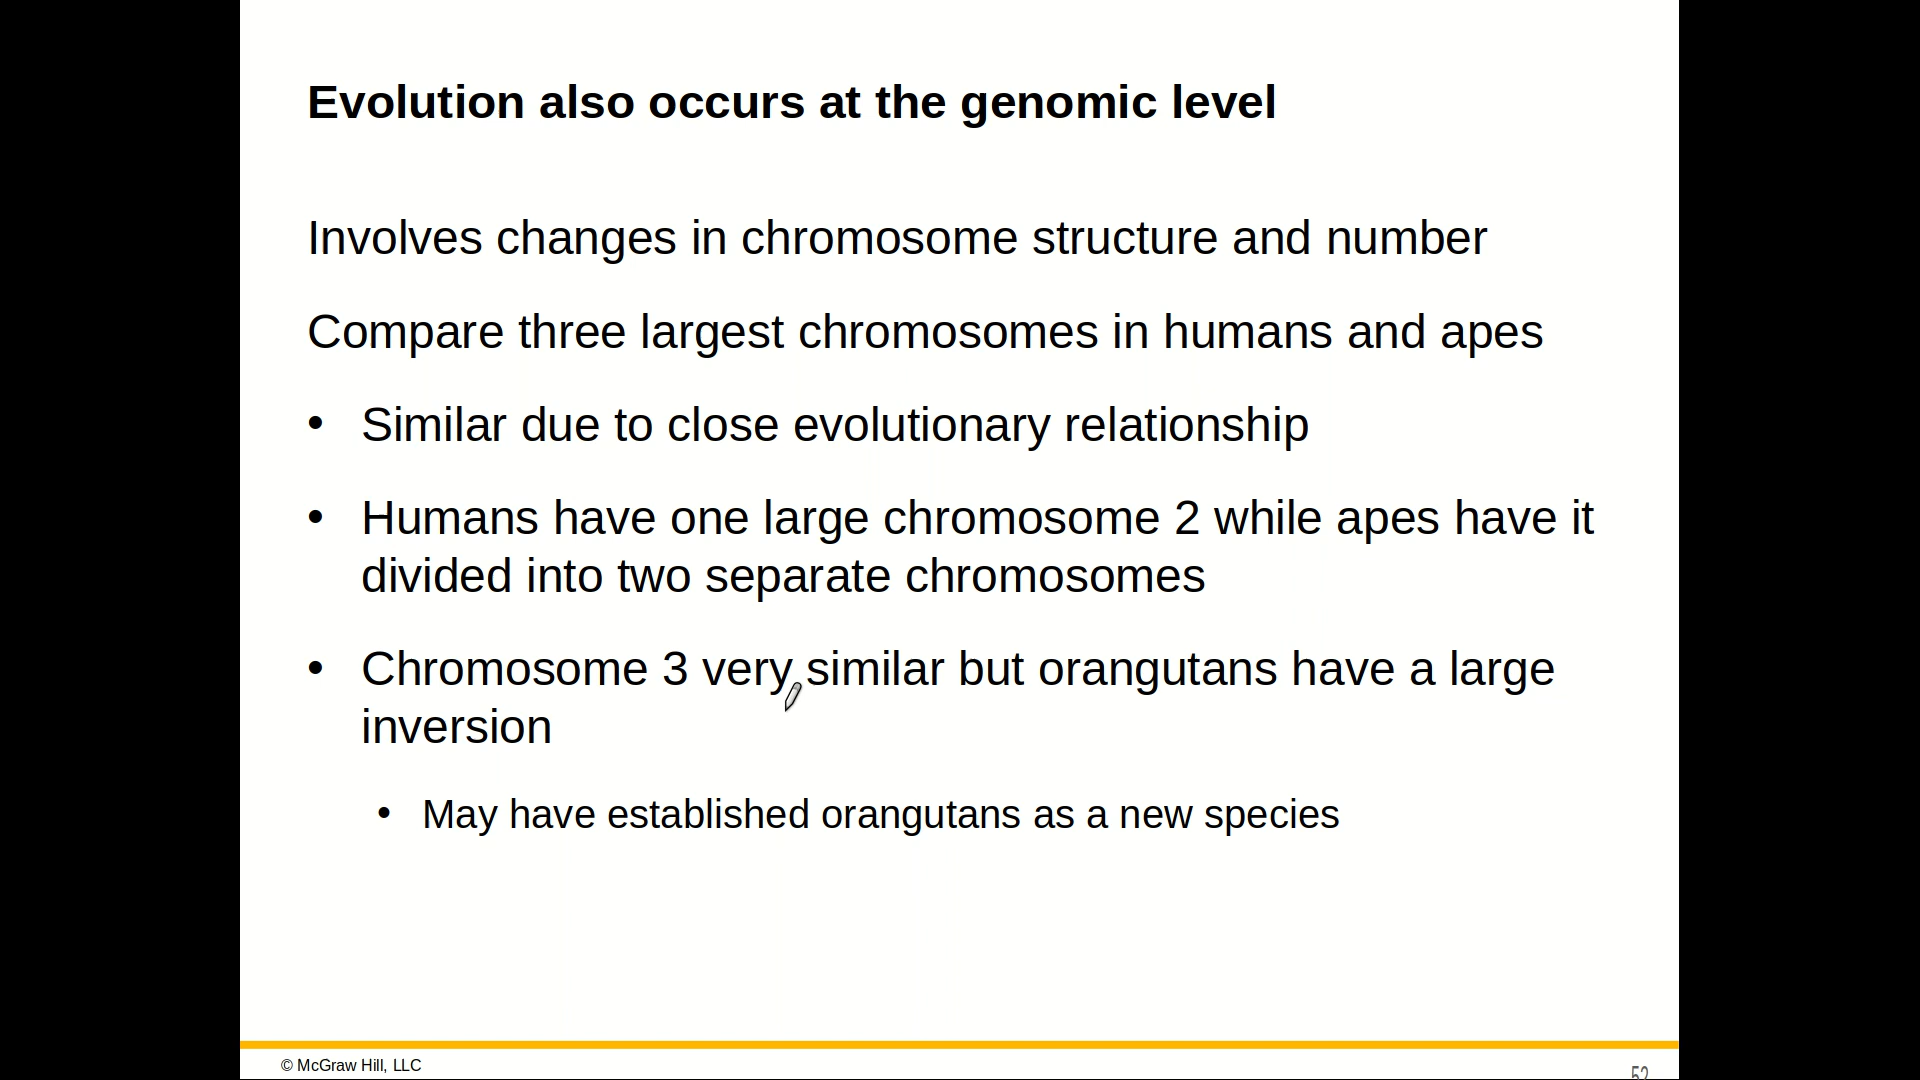 Evolution also occurs at the genomic level
Involves changes in chromosome structure and number
Compare three largest chromosomes in humans and apes
• Similar due to close evolutionary relationship
• Humans have one large chromosome 2 while apes have it
divided into two separate chromosomes
• Chromosome 3 very similar but orangutans have a large
inversion
• May have established orangutans as a new species
© McGraw Hill, LLC